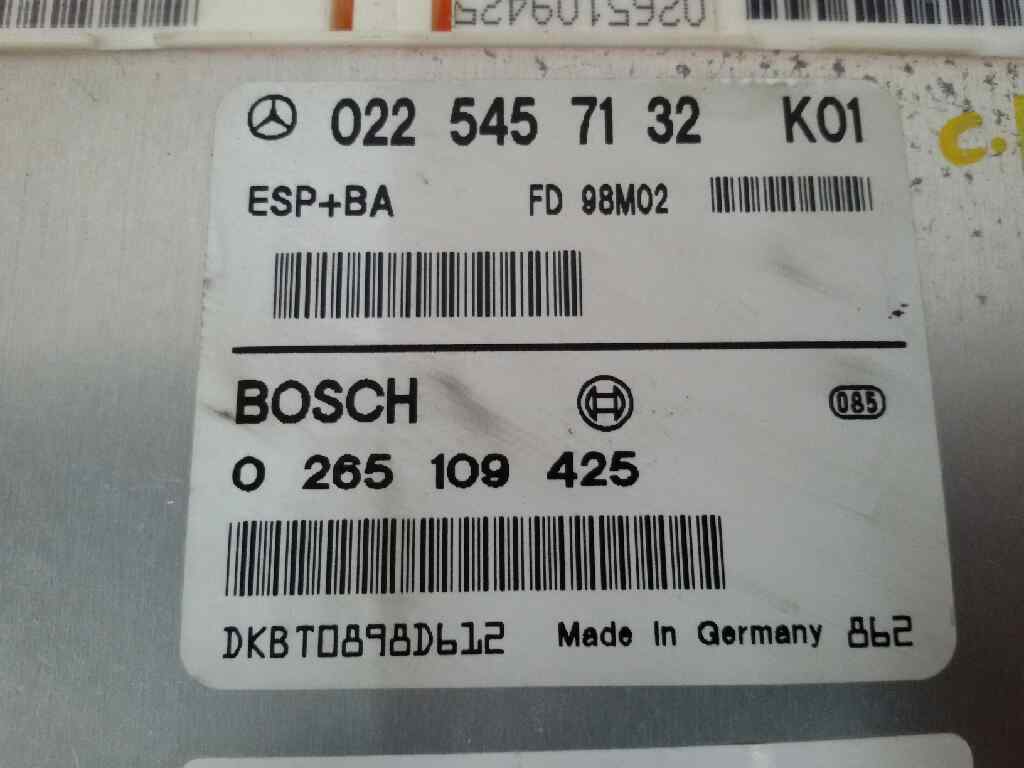 0265109425
022 545 71 32 K01
ESP+BA FD 98M02
BOSCH 085
0 265 109 425
DKBT0898D612 Made in Germany 862